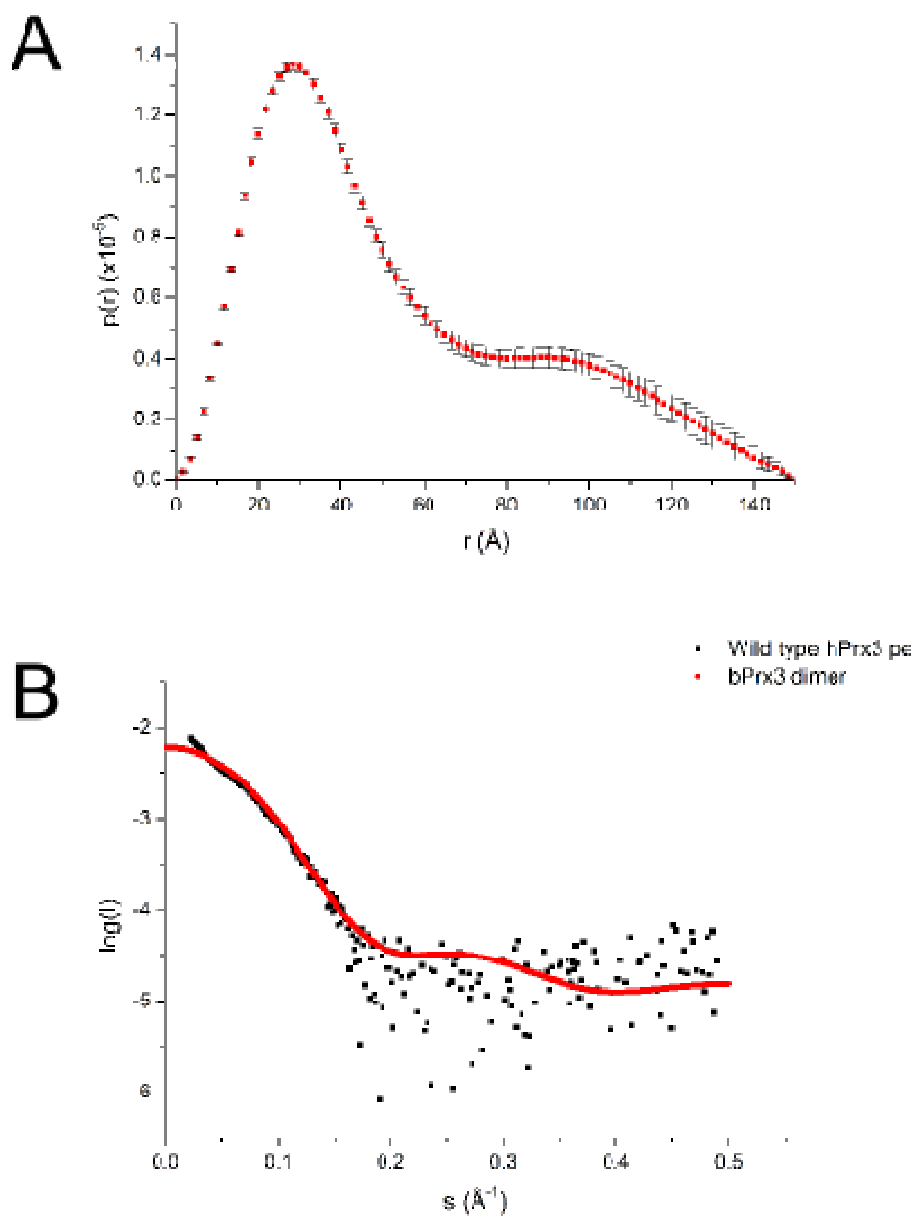 A
p(r) (x10⁻⁵)
1.4
1.2
1.0
0.8
0.6
0.4
0.2
0.0
0 20 40 60 80 100 120 140
r (Å)
Wild type hPrx3 pe
bPrx3 dimer
B
log(I)
-2
-3
-4
-5
-6
0.0 0.1 0.2 0.3 0.4 0.5
s (Å⁻¹)